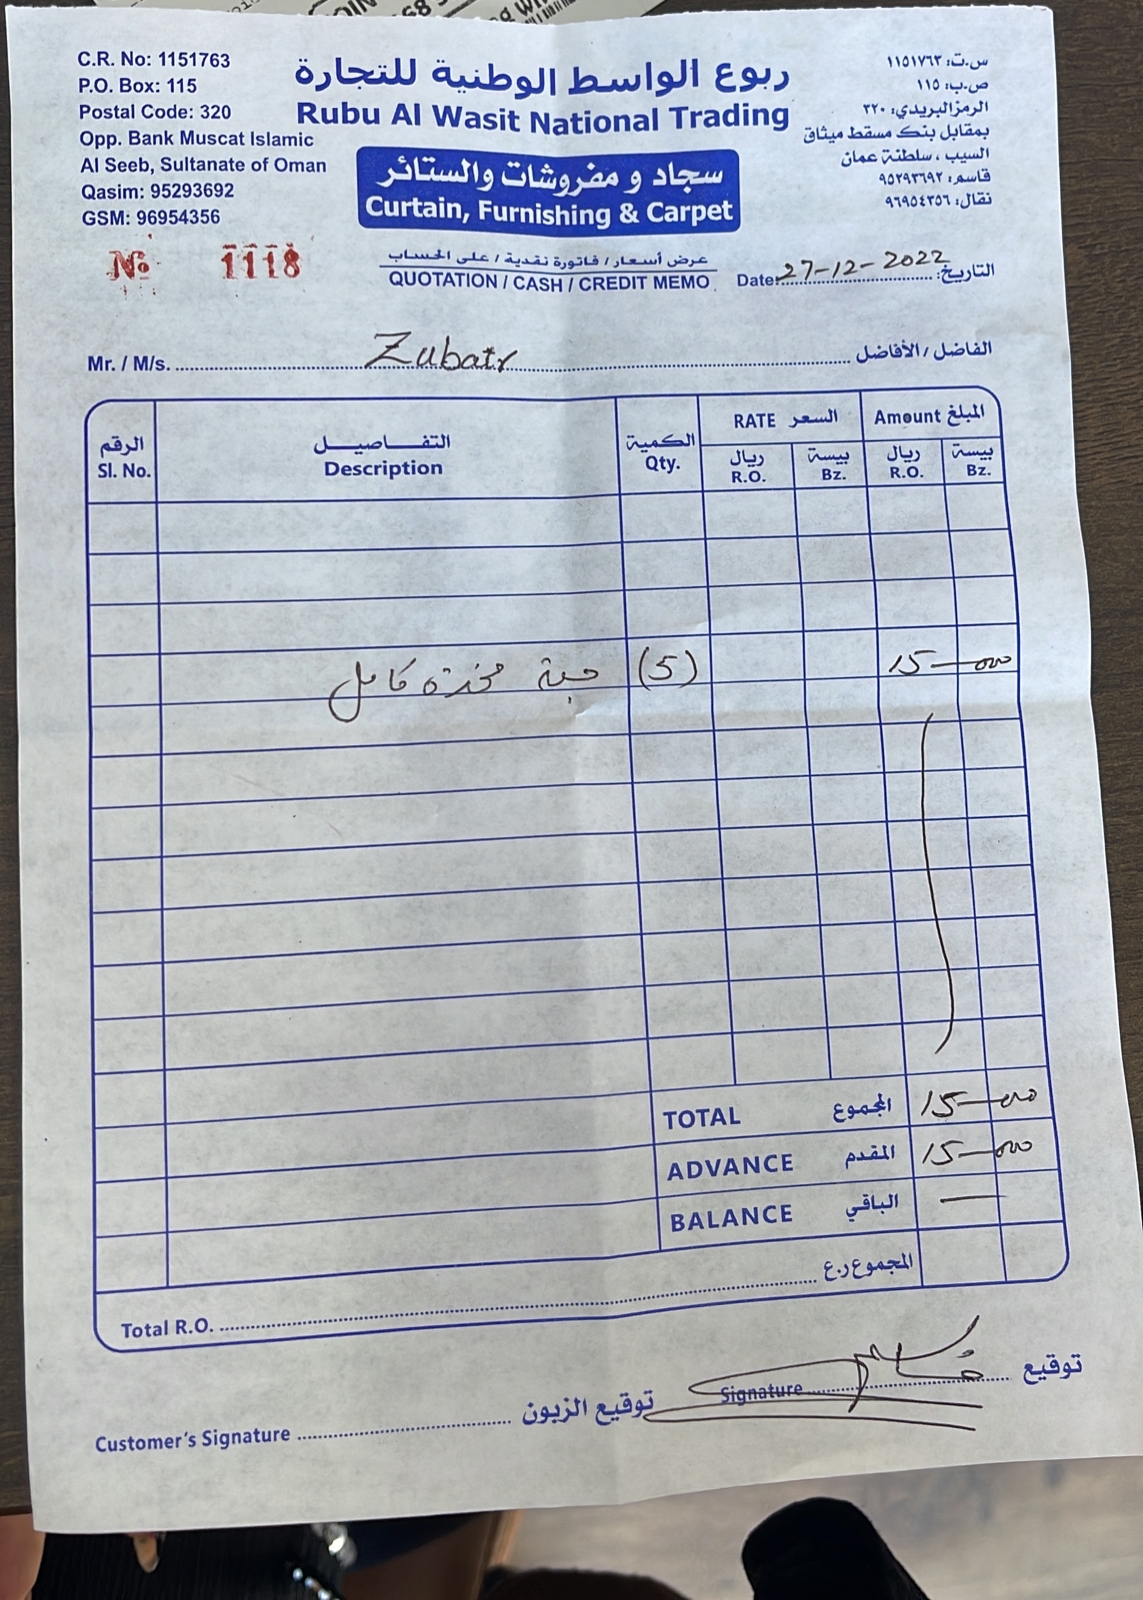 C.R. No: 1151763
P.O. Box: 115
Postal Code: 320
Opp. Bank Muscat Islamic
Al Seeb, Sultanate of Oman
Qasim: 95293692
GSM: 96954356
ربوع الواسط الوطنية للتجارة
Rubu Al Wasit National Trading
سجاد و مفروشات والستائر
Curtain, Furnishing & Carpet
س.ت: ١١٥١٧٦٣
ص.ب: ١١٥
الرمز البريدي: ٣٢٠
بمقابل بنك مسقط ميثاق
السيب ، سلطنة عمان
قاسم: ٩٥٢٩٣٦٩٢
نقال: ٩٦٩٥٤٣٥٦
No 1118
عرض أسعار / فاتورة نقدية / على الحساب
QUOTATION / CASH / CREDIT MEMO
Date: 27-12-2022 التاريخ:
Mr. / M/s. Zubair الفاضل / الأفاضل
الرقم التفاصيل الكمية RATE السعر Amount المبلغ
Sl. No. Description Qty. ريال R.O. بيسة Bz. ريال R.O. بيسة Bz.
(5) حبة مخدة كامل 15-000
TOTAL المجموع 15-000
ADVANCE المقدم 15-000
BALANCE الباقي —
Total R.O. المجموع ر.ع
Signature توقيع
Customer's Signature توقيع الزبون